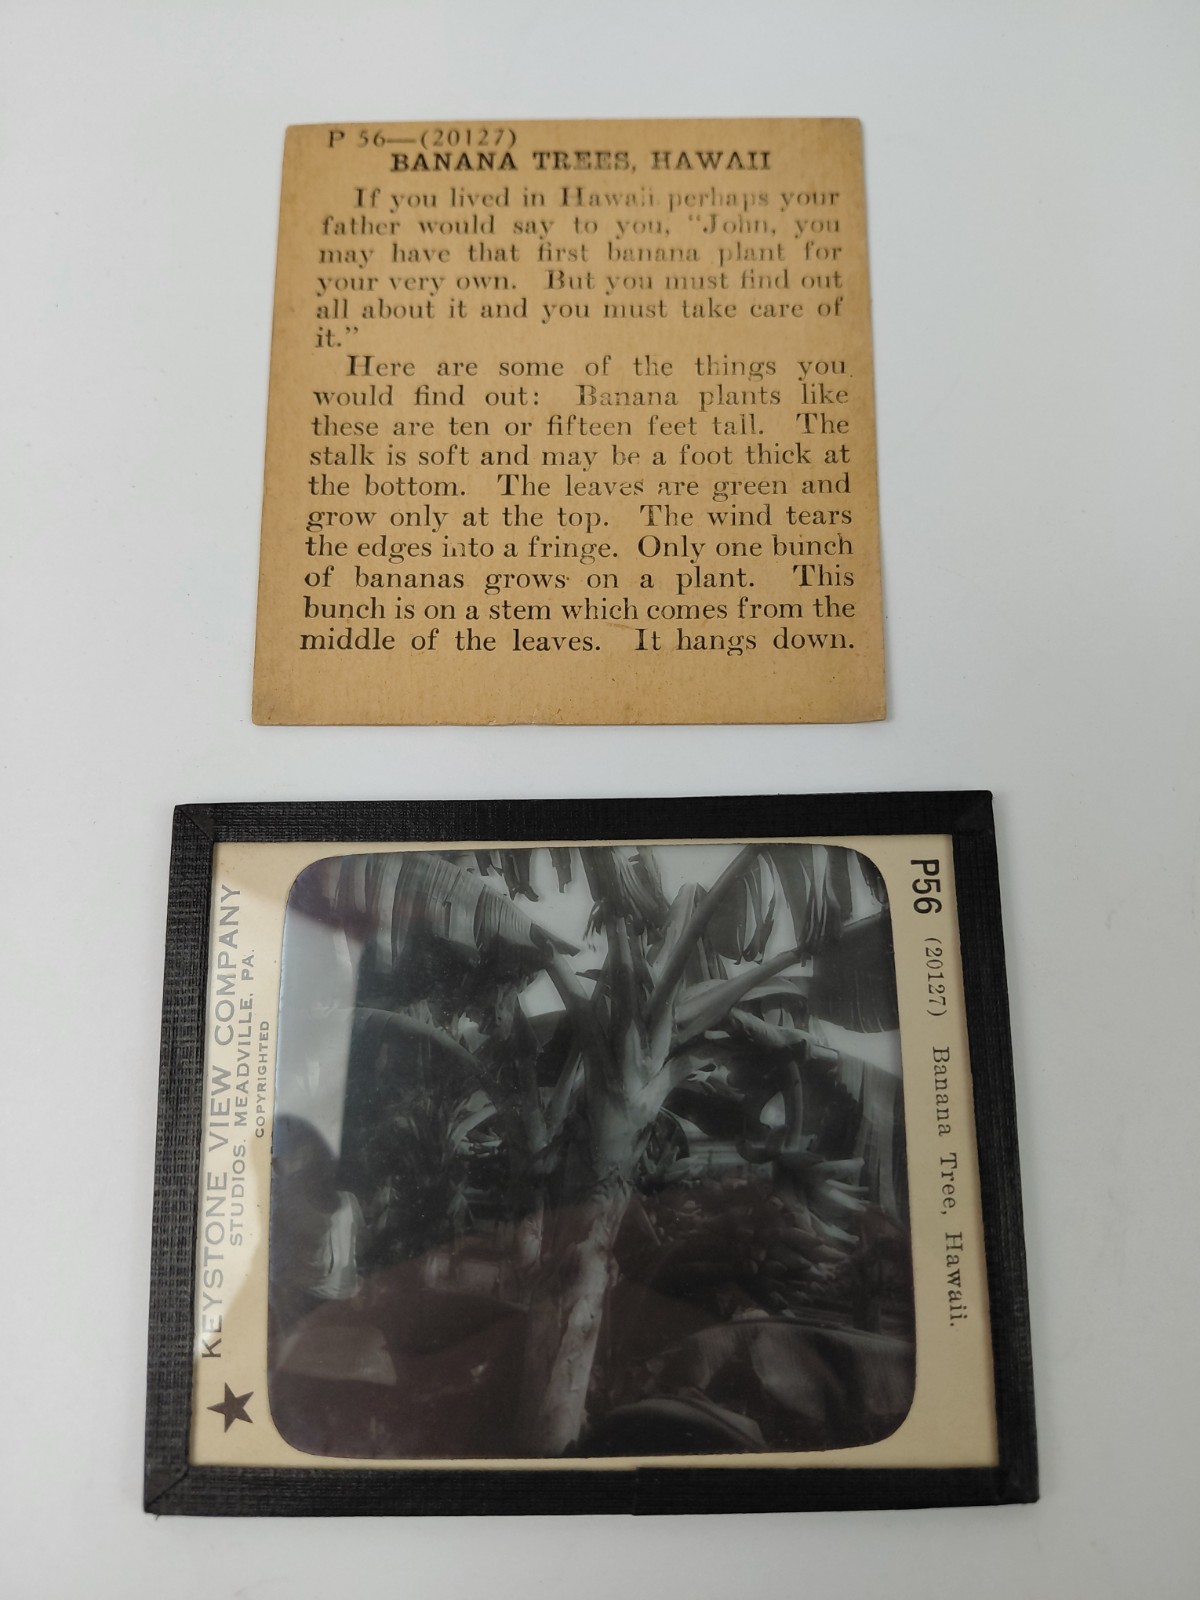 P 56—(20127)
BANANA TREES, HAWAII
If you lived in Hawaii perhaps your
father would say to you, “John, you
may have that first banana plant for
your very own. But you must find out
all about it and you must take care of
it.”
Here are some of the things you
would find out: Banana plants like
these are ten or fifteen feet tall. The
stalk is soft and may be a foot thick at
the bottom. The leaves are green and
grow only at the top. The wind tears
the edges into a fringe. Only one bunch
of bananas grows on a plant. This
bunch is on a stem which comes from the
middle of the leaves. It hangs down.
KEYSTONE VIEW COMPANY
STUDIOS. MEADVILLE, PA.
COPYRIGHTED
P56 (20127) Banana Tree, Hawaii.